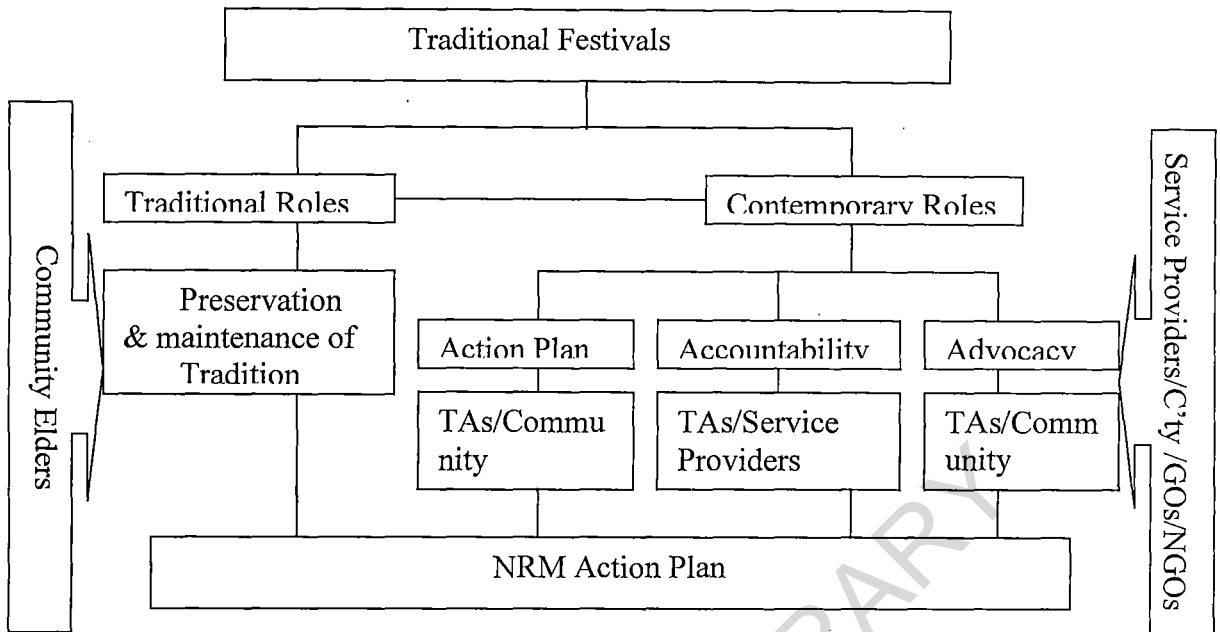 Traditional Festivals
Community Elders
Service Providers/C'ty /GOs/NGOs
Traditional Roles
Contemporary Roles
Preservation
& maintenance of
Tradition
Action Plan
Accountability
Advocacy
TAs/Commu
nity
TAs/Service
Providers
TAs/Comm
unity
NRM Action Plan
RARY